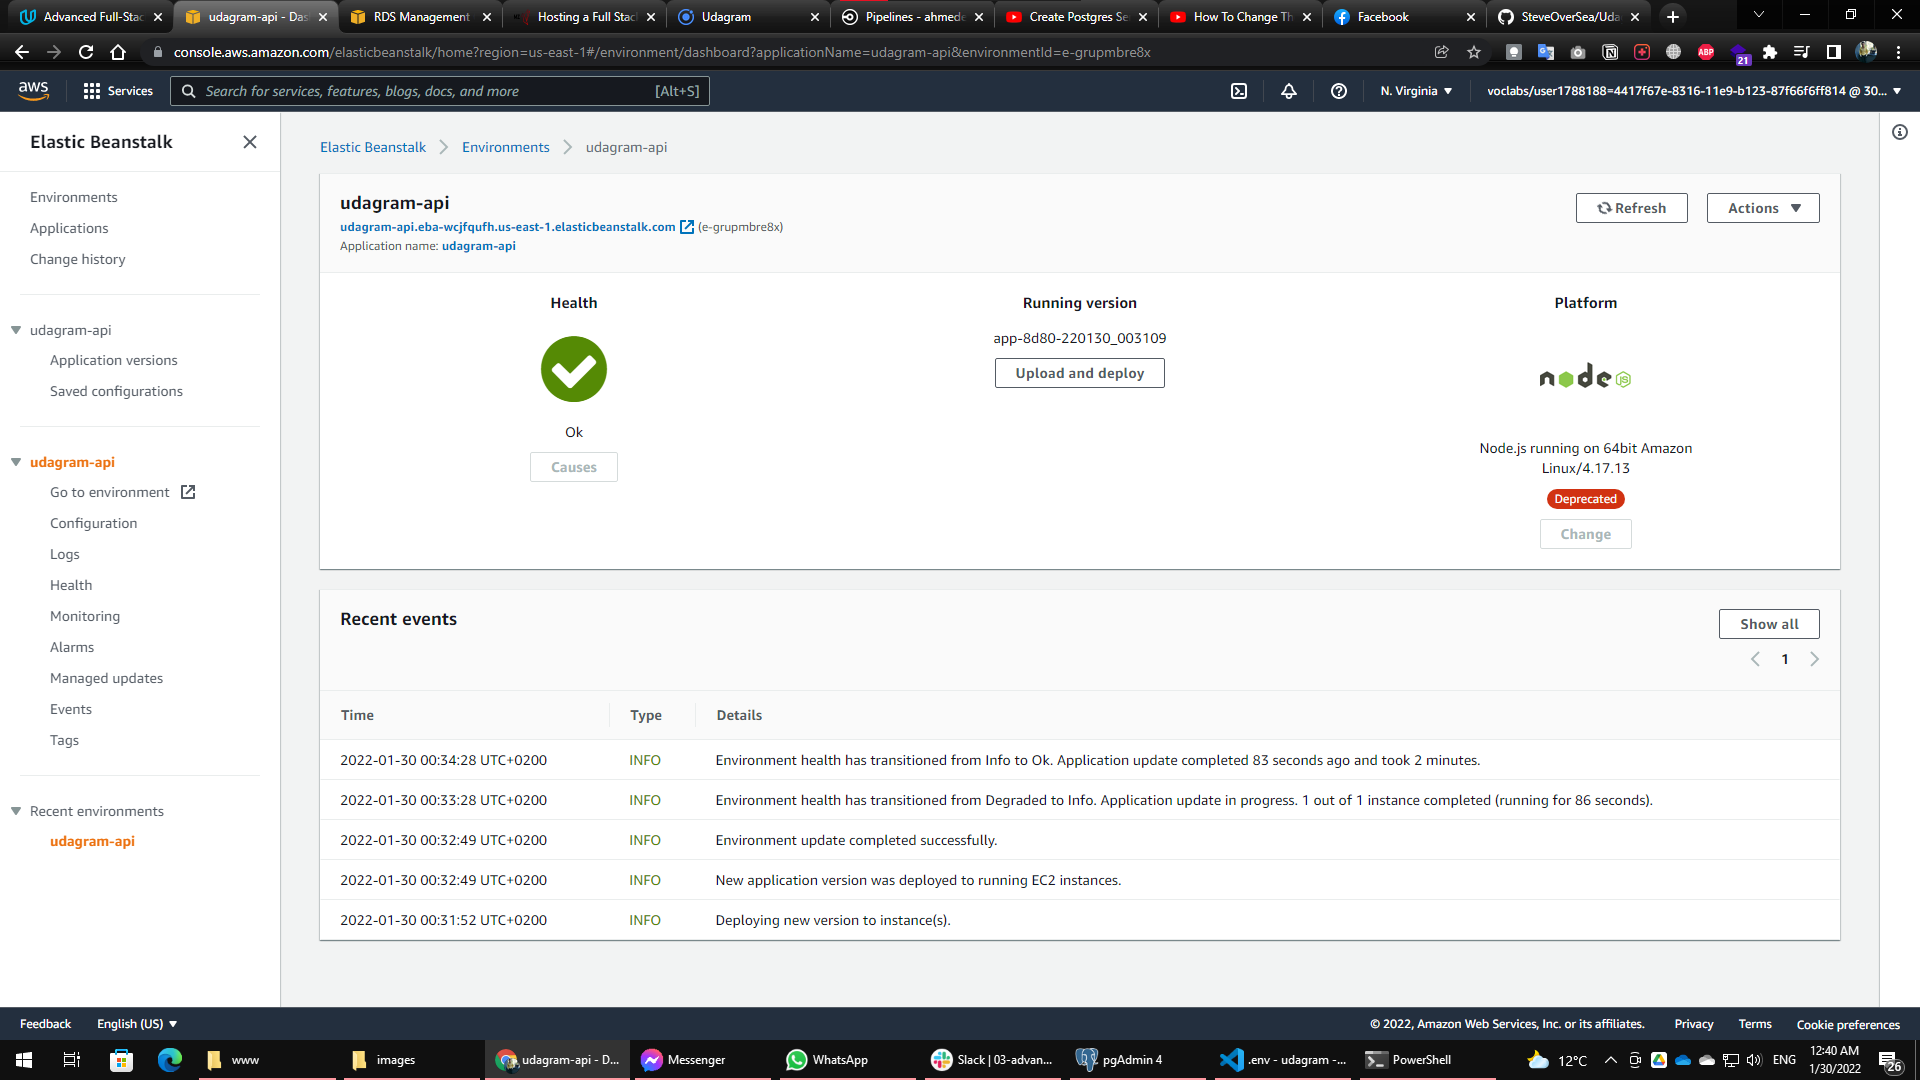 Advanced Full-Stac
udagram-api - Das
RDS Management
Hosting a Full Stac
Udagram
Pipelines - ahmede
Create Postgres Se
How To Change Th
Facebook
SteveOverSea/Uda
console.aws.amazon.com/elasticbeanstalk/home?region=us-east-1#/environment/dashboard?applicationName=udagram-api&environmentId=e-grupmbre8x
ABP
21
aws
Services
Search for services, features, blogs, docs, and more
[Alt+S]
N. Virginia
voclabs/user1788188=4417f67e-8316-11e9-b123-87f66f6ff814 @ 30...
Elastic Beanstalk
Environments
Applications
Change history
udagram-api
Application versions
Saved configurations
udagram-api
Go to environment
Configuration
Logs
Health
Monitoring
Alarms
Managed updates
Events
Tags
Recent environments
udagram-api
Elastic Beanstalk
Environments
udagram-api
udagram-api
udagram-api.eba-wcjfqufh.us-east-1.elasticbeanstalk.com (e-grupmbre8x)
Application name: udagram-api
Refresh
Actions
Health
Ok
Causes
Running version
app-8d80-220130_003109
Upload and deploy
Platform
node
JS
Node.js running on 64bit Amazon
Linux/4.17.13
Deprecated
Change
Recent events
Show all
1
Time Type Details
2022-01-30 00:34:28 UTC+0200 INFO Environment health has transitioned from Info to Ok. Application update completed 83 seconds ago and took 2 minutes.
2022-01-30 00:33:28 UTC+0200 INFO Environment health has transitioned from Degraded to Info. Application update in progress. 1 out of 1 instance completed (running for 86 seconds).
2022-01-30 00:32:49 UTC+0200 INFO Environment update completed successfully.
2022-01-30 00:32:49 UTC+0200 INFO New application version was deployed to running EC2 instances.
2022-01-30 00:31:52 UTC+0200 INFO Deploying new version to instance(s).
Feedback
English (US)
© 2022, Amazon Web Services, Inc. or its affiliates.
Privacy
Terms
Cookie preferences
www
images
udagram-api - D...
Messenger
WhatsApp
Slack | 03-advan...
pgAdmin 4
.env - udagram -...
PowerShell
12°C
ENG
12:40 AM
1/30/2022
26